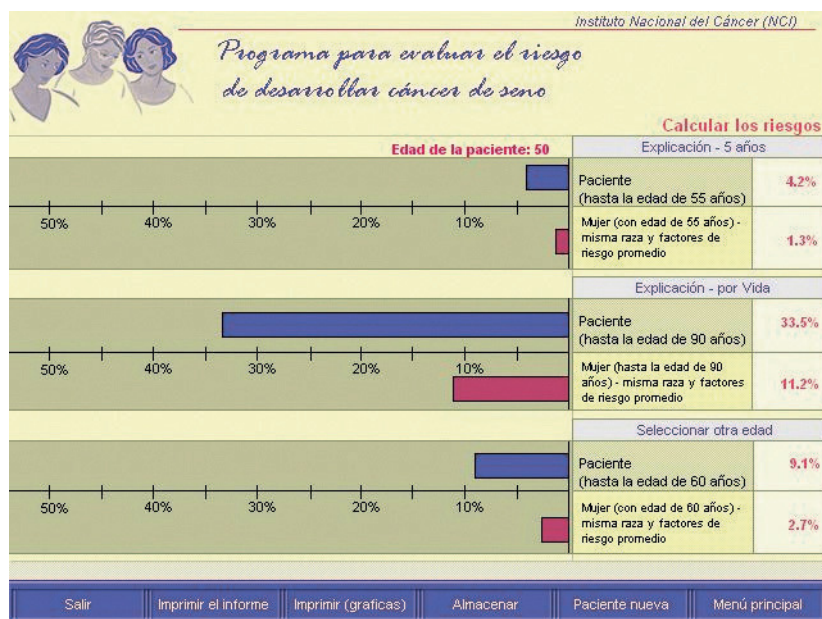 Instituto Nacional del Cáncer (NCI)
Programa para evaluar el riesgo
de desarrollar cáncer de seno
Calcular los riesgos
Edad de la paciente: 50
Explicación - 5 años
Paciente
(hasta la edad de 55 años)
4.2%
50% 40% 30% 20% 10%
Mujer (con edad de 55 años) -
misma raza y factores de
riesgo promedio
1.3%
Explicación - por Vida
Paciente
(hasta la edad de 90 años)
33.5%
50% 40% 30% 20% 10%
Mujer (hasta la edad de 90
años) - misma raza y factores
de riesgo promedio
11.2%
Seleccionar otra edad
Paciente
(hasta la edad de 60 años)
9.1%
50% 40% 30% 20% 10%
Mujer (con edad de 60 años) -
misma raza y factores de
riesgo promedio
2.7%
Salir Imprimir el informe Imprimir (graficas) Almacenar Paciente nueva Menú principal